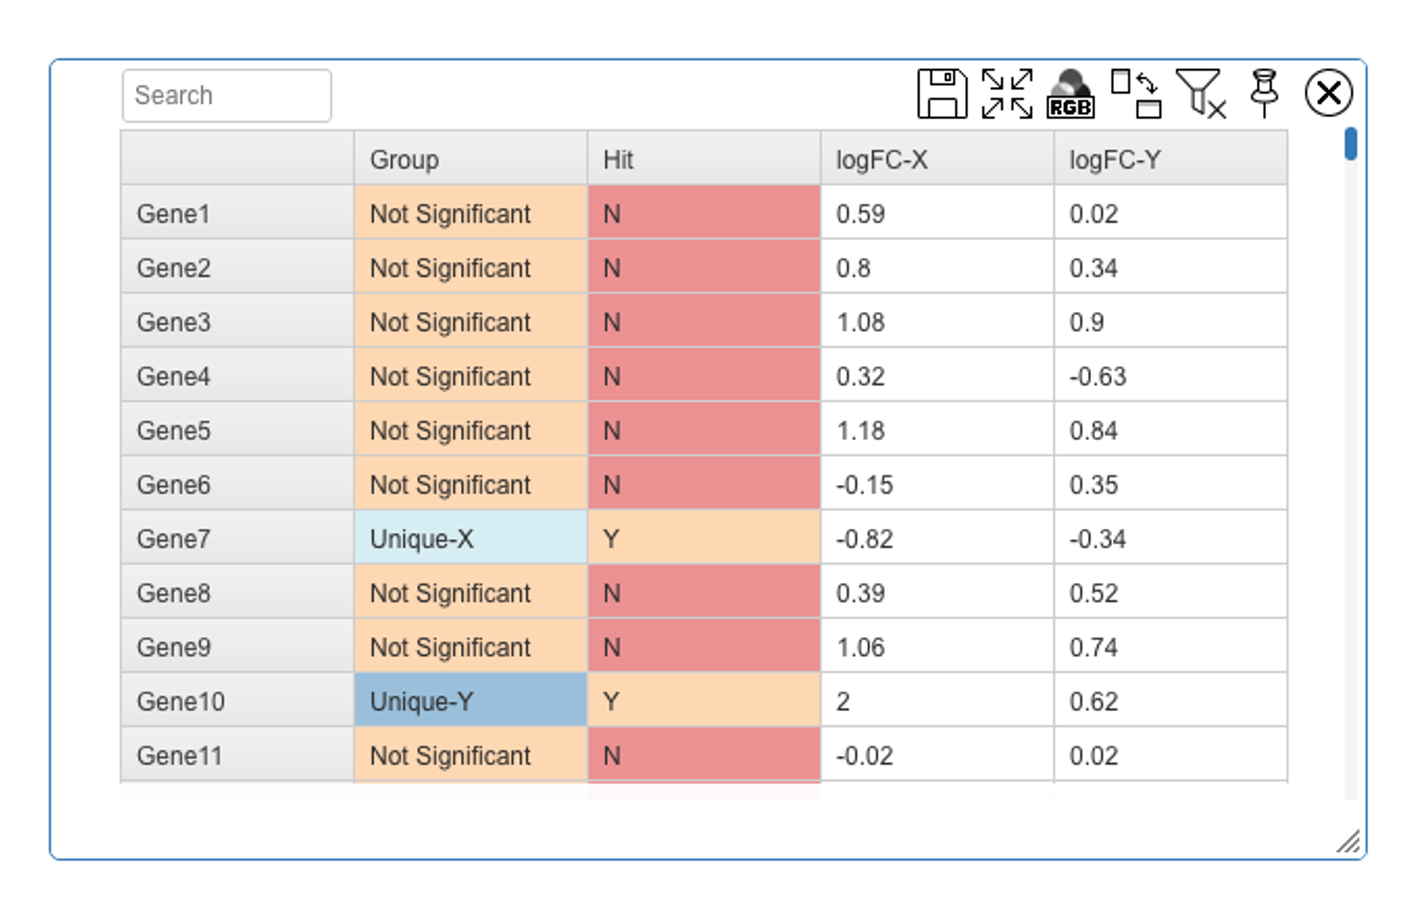 Search
RGB
Group Hit logFC-X logFC-Y
Gene1 Not Significant N 0.59 0.02
Gene2 Not Significant N 0.8 0.34
Gene3 Not Significant N 1.08 0.9
Gene4 Not Significant N 0.32 -0.63
Gene5 Not Significant N 1.18 0.84
Gene6 Not Significant N -0.15 0.35
Gene7 Unique-X Y -0.82 -0.34
Gene8 Not Significant N 0.39 0.52
Gene9 Not Significant N 1.06 0.74
Gene10 Unique-Y Y 2 0.62
Gene11 Not Significant N -0.02 0.02